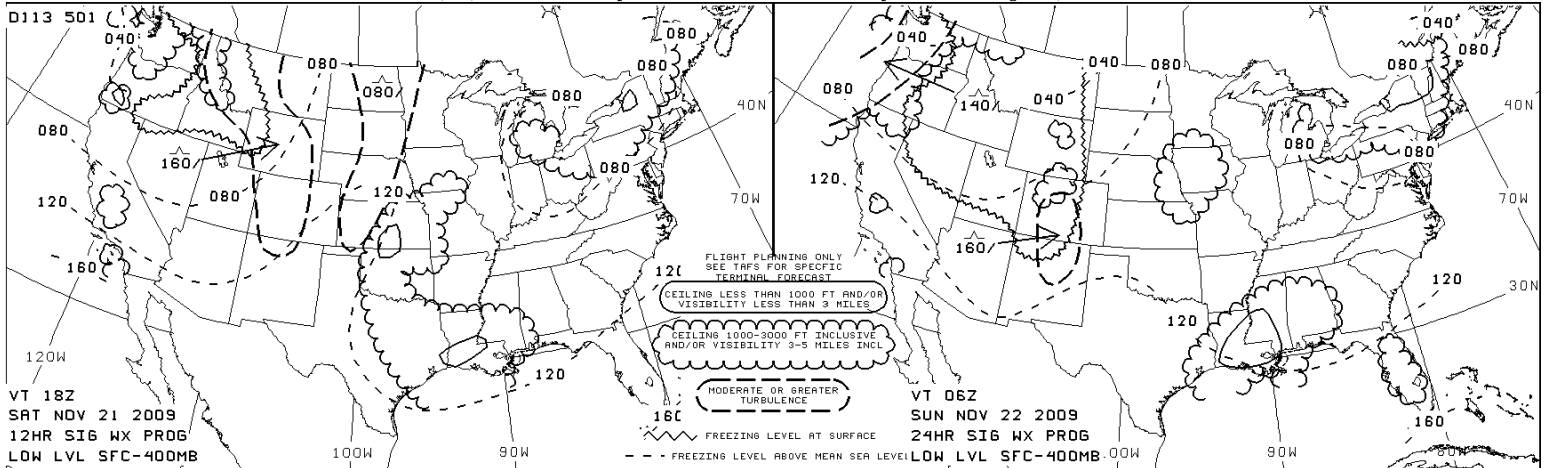 D113 501
040
080
080
080
080/
080
40N
080
160/
080
080
120
120
70W
160
120
120W
120
160
100W
90W
VT 18Z
SAT NOV 21 2009
12HR SIG WX PROG
LOW LVL SFC-400MB
FLIGHT PLANNING ONLY
SEE TAFS FOR SPECFIC
TERMINAL FORECAST
CEILING LESS THAN 1000 FT AND/OR
VISIBILITY LESS THAN 3 MILES
CEILING 1000-3000 FT INCLUSIVE
AND/OR VISIBILITY 3-5 MILES INCL
MODERATE OR GREATER
TURBULENCE
FREEZING LEVEL AT SURFACE
FREEZING LEVEL ABOVE MEAN SEA LEVEL
040
040
080
040
080
080
080
140/
040
40N
080
080
120
70W
160/
120
30N
120
160
90W
VT 06Z
SUN NOV 22 2009
24HR SIG WX PROG
LOW LVL SFC-400MB